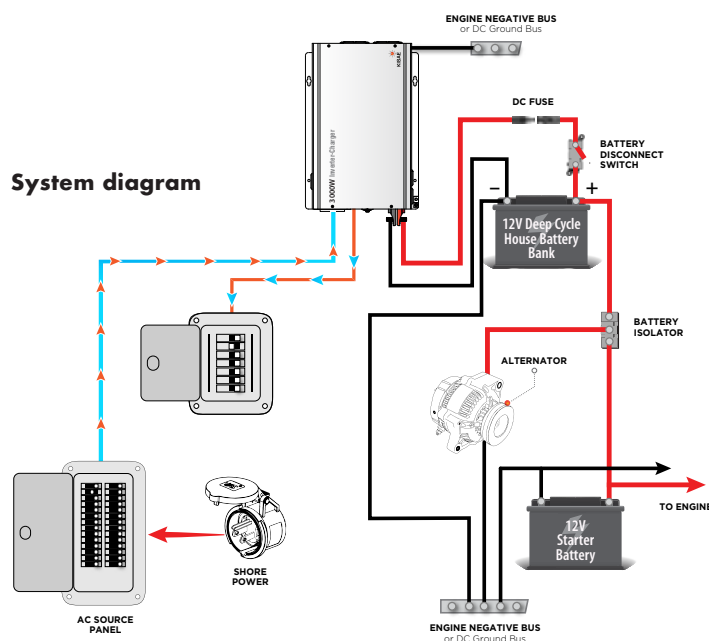 ENGINE NEGATIVE BUS
or DC Ground Bus
KISAE
DC FUSE
BATTERY
DISCONNECT
SWITCH
3000W Inverter-Charger
System diagram
–
+
12V Deep Cycle
House Battery
Bank
BATTERY
ISOLATOR
ALTERNATOR
TO ENGINE
12V
Starter
Battery
SHORE
POWER
AC SOURCE
PANEL
ENGINE NEGATIVE BUS
or DC Ground Bus